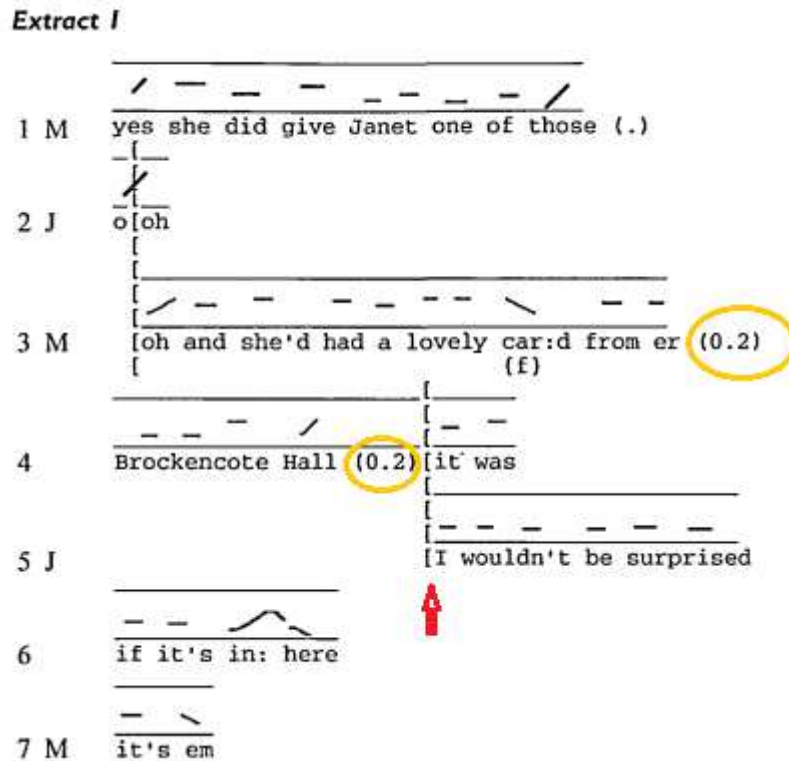 Extract 1
1 M yes she did give Janet one of those (.)
[
2 J o[oh
[
3 M [oh and she'd had a lovely car:d from er (0.2)
[ (f)
4 Brockencote Hall (0.2) [it was
[
5 J [I wouldn't be surprised
6 if it's in: here
7 M it's em